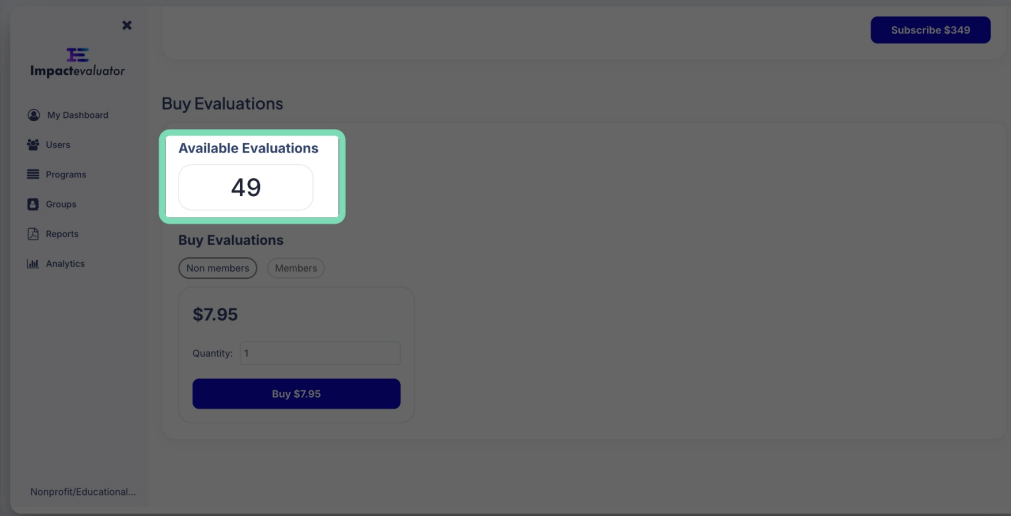 Subscribe $349
Impactevaluator
My Dashboard
Users
Programs
Groups
Reports
Analytics
Nonprofit/Educational...
Buy Evaluations
Available Evaluations
49
Buy Evaluations
Non members
Members
$7.95
Quantity: 1
Buy $7.95